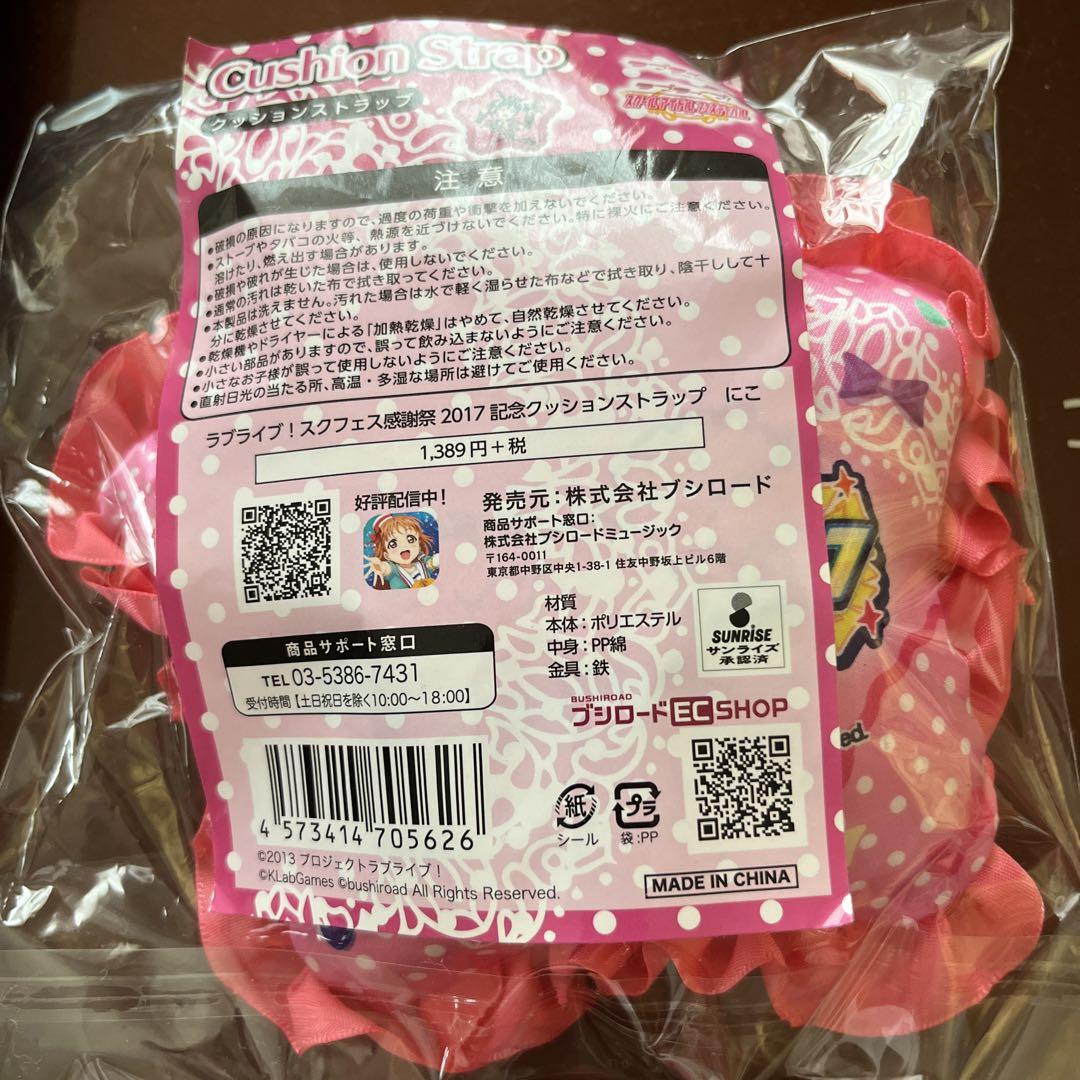 Cushion Strap
クッションストラップ
スクールアイドルフェスティバル
注意
●破損の原因になりますので、過度の荷重や衝撃を加えないでください。
●ストーブやタバコの火等、熱源を近づけないでください。特に裸火にご注意ください。
溶けたり、燃え出す場合があります。
●破損や破れが生じた場合は、使用しないでください。
●通常の汚れは乾いた布で拭き取ってください。
●本製品は洗えません。汚れた場合は水で軽く湿らせた布などで拭き取り、陰干しして十
分に乾燥させてください。
●乾燥機やドライヤーによる「加熱乾燥」はやめて、自然乾燥させてください。
●小さい部品がありますので、誤って飲み込まないようにご注意ください。
●小さなお子様が誤って使用しないようにご注意ください。
●直射日光の当たる所、高温・多湿な場所は避けてご使用ください。
ラブライブ!スクフェス感謝祭 2017 記念クッションストラップ にこ
1,389円+税
好評配信中!
発売元:株式会社ブシロード
商品サポート窓口:
株式会社ブシロードミュージック
〒164-0011
東京都中野区中央1-38-1 住友中野坂上ビル6階
材質
本体:ポリエステル
中身:PP綿
金具:鉄
SUNRISE
サンライズ
承認済
商品サポート窓口
TEL 03-5386-7431
受付時間【土日祝日を除く10:00〜18:00】
BUSHIROAD
ブシロードEC SHOP
4 573414 705626
紙
シール
プラ
袋:PP
©2013 プロジェクトラブライブ!
©KLabGames ©bushiroad All Rights Reserved.
MADE IN CHINA
ed.